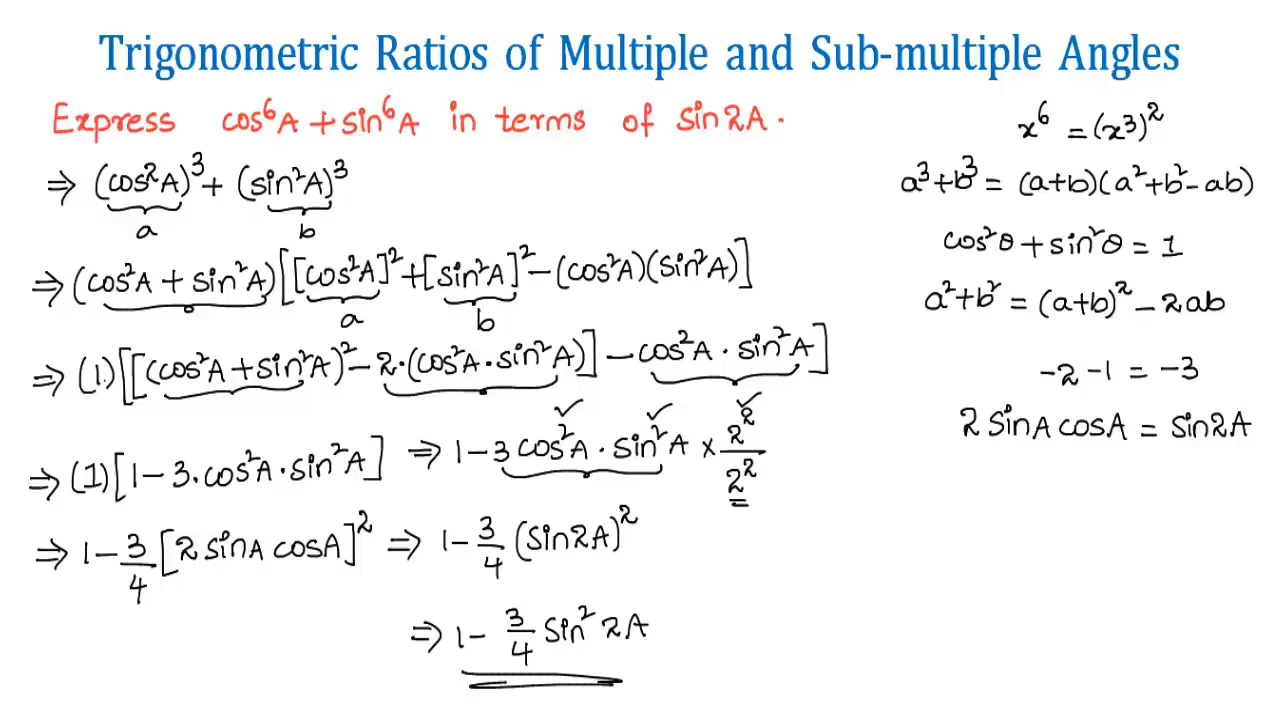 Trigonometric Ratios of Multiple and Sub-multiple Angles
Express cos⁶A + sin⁶A in terms of sin2A.
⇒ (cos²A)³ + (sin²A)³
a b
⇒ (cos²A + sin²A)[[cos²A]² + [sin²A]² - (cos²A)(sin²A)]
a b
⇒ (1)[[(cos²A + sin²A)² - 2·(cos²A·sin²A)] - cos²A·sin²A]
⇒ (1)[1 - 3·cos²A·sin²A] ⇒ 1 - 3 cos²A·sin²A × 2²/2²
⇒ 1 - 3/4 [2 sinA cosA]² ⇒ 1 - 3/4 (sin2A)²
⇒ 1 - 3/4 sin²2A
x⁶ = (x³)²
a³ + b³ = (a+b)(a² + b² - ab)
cos²θ + sin²θ = 1
a² + b² = (a+b)² - 2ab
-2 -1 = -3
2 sinA cosA = sin2A